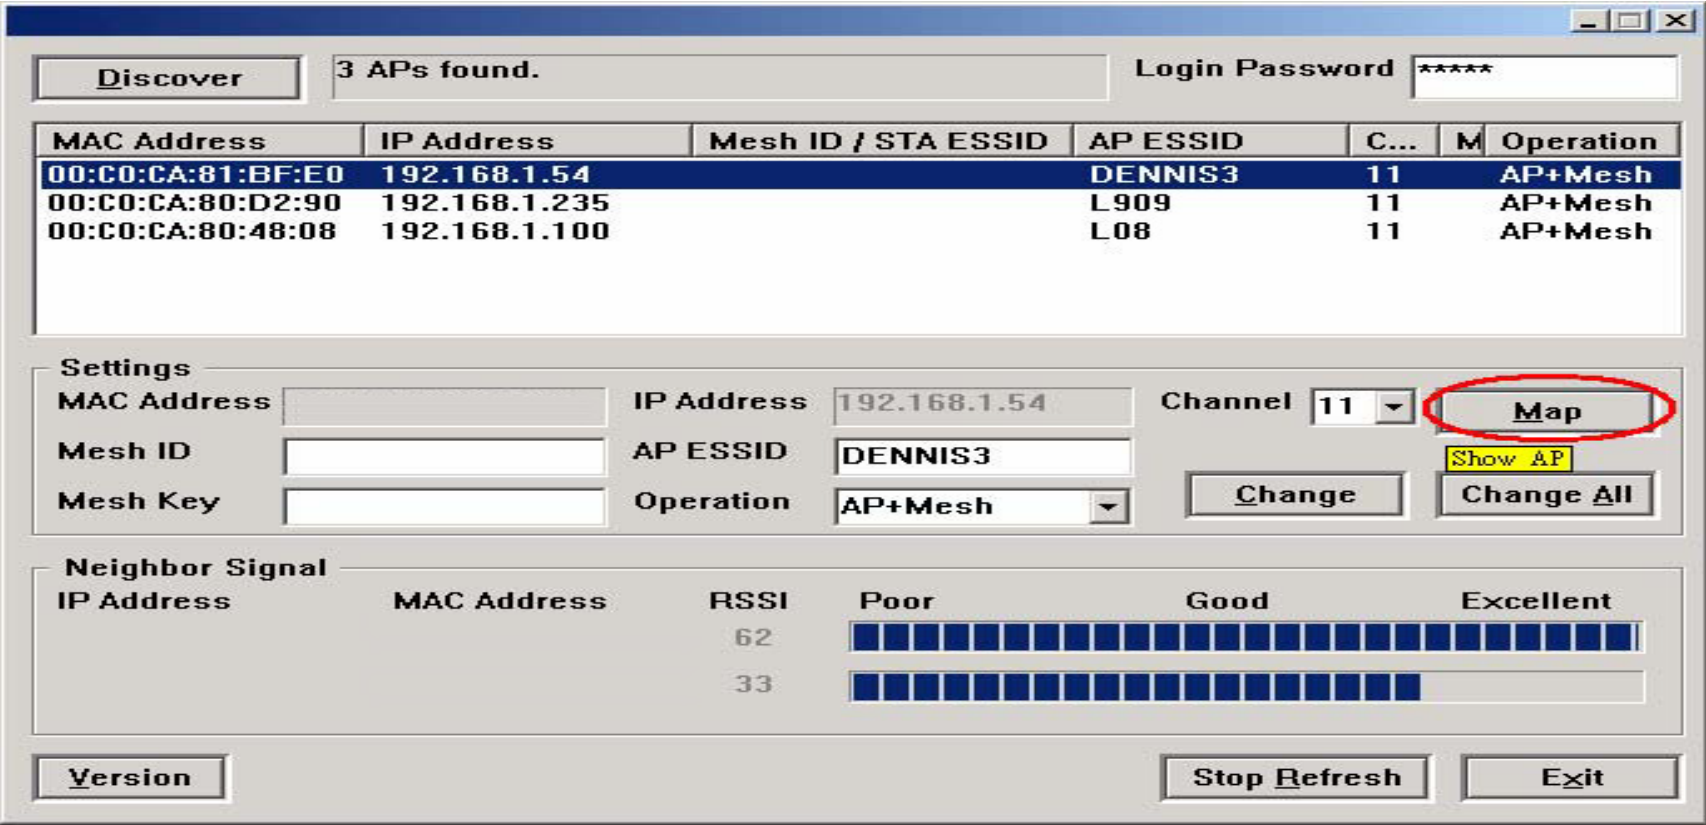 Discover 3 APs found. Login Password *****
MAC Address IP Address Mesh ID / STA ESSID AP ESSID C... M Operation
00:C0:CA:81:BF:E0 192.168.1.54 DENNIS3 11 AP+Mesh
00:C0:CA:80:D2:90 192.168.1.235 L909 11 AP+Mesh
00:C0:CA:80:48:08 192.168.1.100 L08 11 AP+Mesh
Settings
MAC Address IP Address 192.168.1.54 Channel 11 Map
Mesh ID AP ESSID DENNIS3 Show AP
Mesh Key Operation AP+Mesh Change Change All
Neighbor Signal
IP Address MAC Address RSSI Poor Good Excellent
62
33
Version Stop Refresh Exit